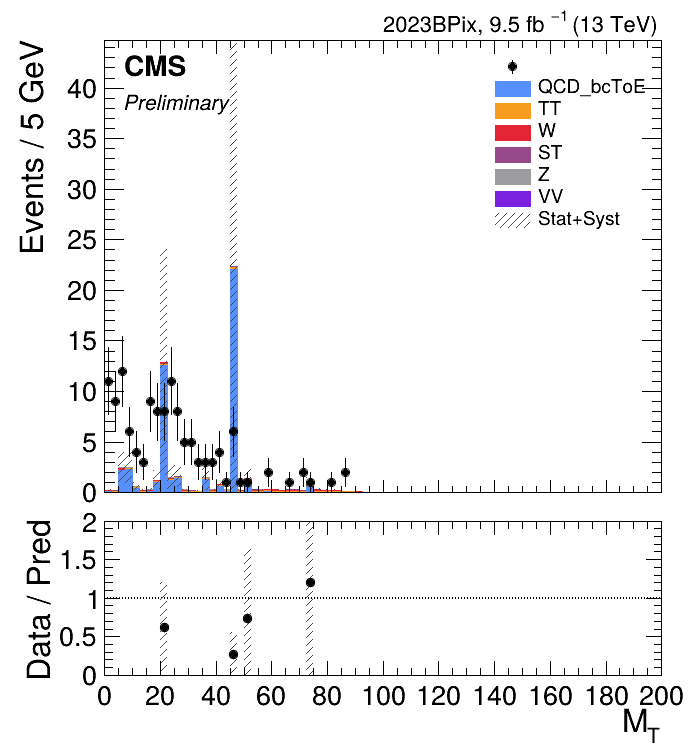 2023BPix, 9.5 fb⁻¹ (13 TeV)
CMS
Preliminary
QCD_bcToE
TT
W
ST
Z
VV
Stat+Syst
Events / 5 GeV
40
35
30
25
20
15
10
5
0
Data / Pred
2
1.5
1
0.5
0
0 20 40 60 80 100 120 140 160 180 200
M_T